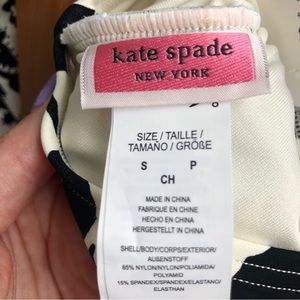 kate spade
NEW YORK
SIZE / TAILLE /
TAMAÑO / GRÖßE
S P
CH
MADE IN CHINA
FABRIQUE EN CHINE
HECHO EN CHINA
HERGESTELLT IN CHINA
SHELL/BODY/CORPS/EXTERIOR/
AUßENSTOFF
85% NYLON/NYLON/POLIAMIDA/
POLYAMID
15% SPANDEX/SPANDEX/ELASTANO/
ELASTHAN